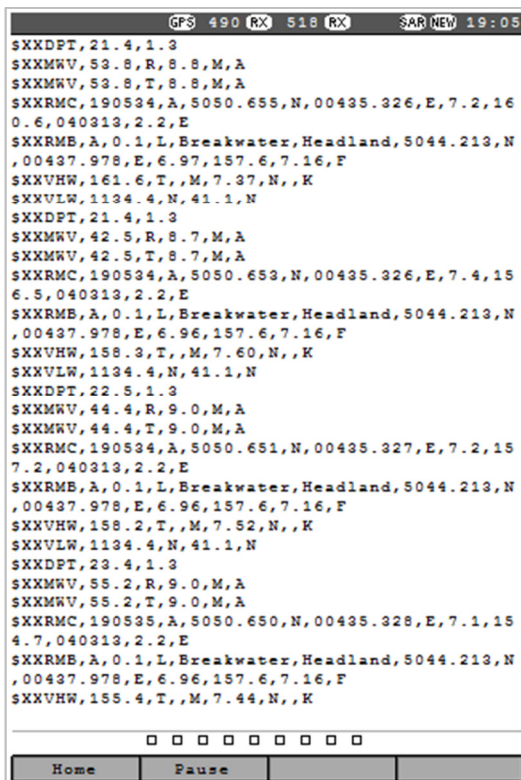 GPS 490 RX 518 RX SAR NEW 19:05
$XXDPT,21.4,1.3
$XXMWV,53.8,R,8.8,M,A
$XXMWV,53.8,T,8.8,M,A
$XXRMC,190534,A,5050.655,N,00435.326,E,7.2,16
0.6,040313,2.2,E
$XXRMB,A,0.1,L,Breakwater,Headland,5044.213,N
,00437.978,E,6.97,157.6,7.16,F
$XXVHW,161.6,T,,M,7.37,N,,K
$XXVLW,1134.4,N,41.1,N
$XXDPT,21.4,1.3
$XXMWV,42.5,R,8.7,M,A
$XXMWV,42.5,T,8.7,M,A
$XXRMC,190534,A,5050.653,N,00435.326,E,7.4,15
6.5,040313,2.2,E
$XXRMB,A,0.1,L,Breakwater,Headland,5044.213,N
,00437.978,E,6.96,157.6,7.16,F
$XXVHW,158.3,T,,M,7.60,N,,K
$XXVLW,1134.4,N,41.1,N
$XXDPT,22.5,1.3
$XXMWV,44.4,R,9.0,M,A
$XXMWV,44.4,T,9.0,M,A
$XXRMC,190534,A,5050.651,N,00435.327,E,7.2,15
7.2,040313,2.2,E
$XXRMB,A,0.1,L,Breakwater,Headland,5044.213,N
,00437.978,E,6.96,157.6,7.16,F
$XXVHW,158.2,T,,M,7.52,N,,K
$XXVLW,1134.4,N,41.1,N
$XXDPT,23.4,1.3
$XXMWV,55.2,R,9.0,M,A
$XXMWV,55.2,T,9.0,M,A
$XXRMC,190535,A,5050.650,N,00435.328,E,7.1,15
4.7,040313,2.2,E
$XXRMB,A,0.1,L,Breakwater,Headland,5044.213,N
,00437.978,E,6.96,157.6,7.16,F
$XXVHW,155.4,T,,M,7.44,N,,K
Home Pause